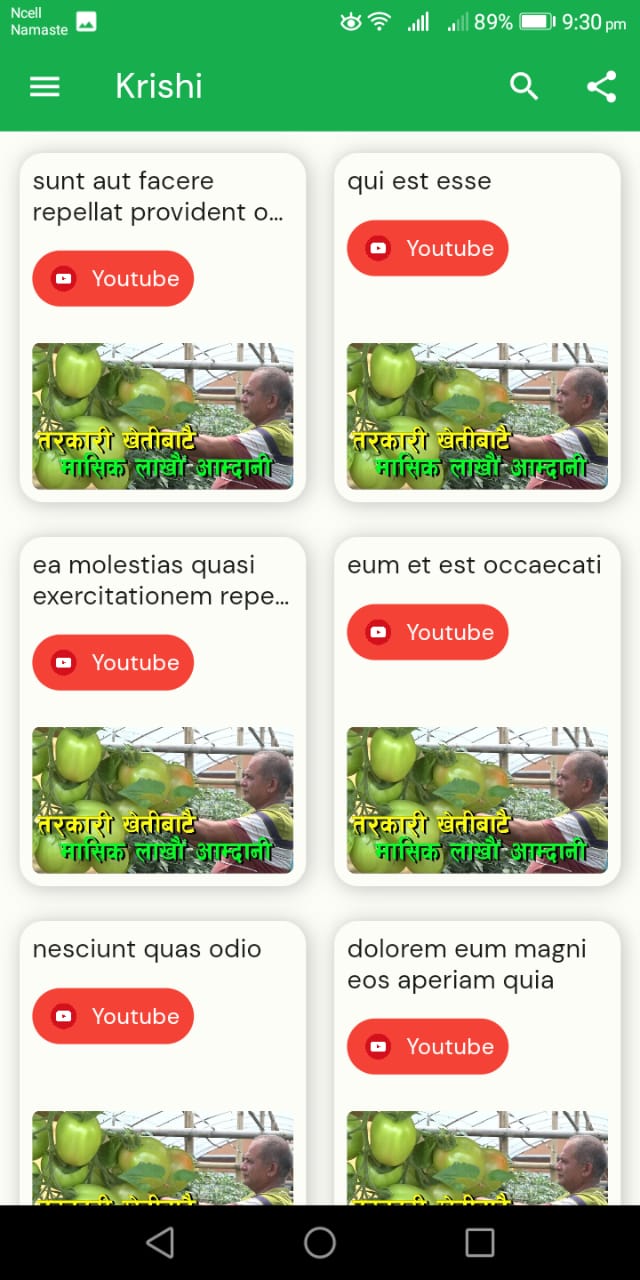 Ncell
Namaste
89%
9:30 pm
Krishi
sunt aut facere
repellat provident o...
Youtube
तरकारी खेतीबाटै
मासिक लाखौं आम्दानी
qui est esse
Youtube
तरकारी खेतीबाटै
मासिक लाखौं आम्दानी
ea molestias quasi
exercitationem repe...
Youtube
तरकारी खेतीबाटै
मासिक लाखौं आम्दानी
eum et est occaecati
Youtube
तरकारी खेतीबाटै
मासिक लाखौं आम्दानी
nesciunt quas odio
Youtube
dolorem eum magni
eos aperiam quia
Youtube